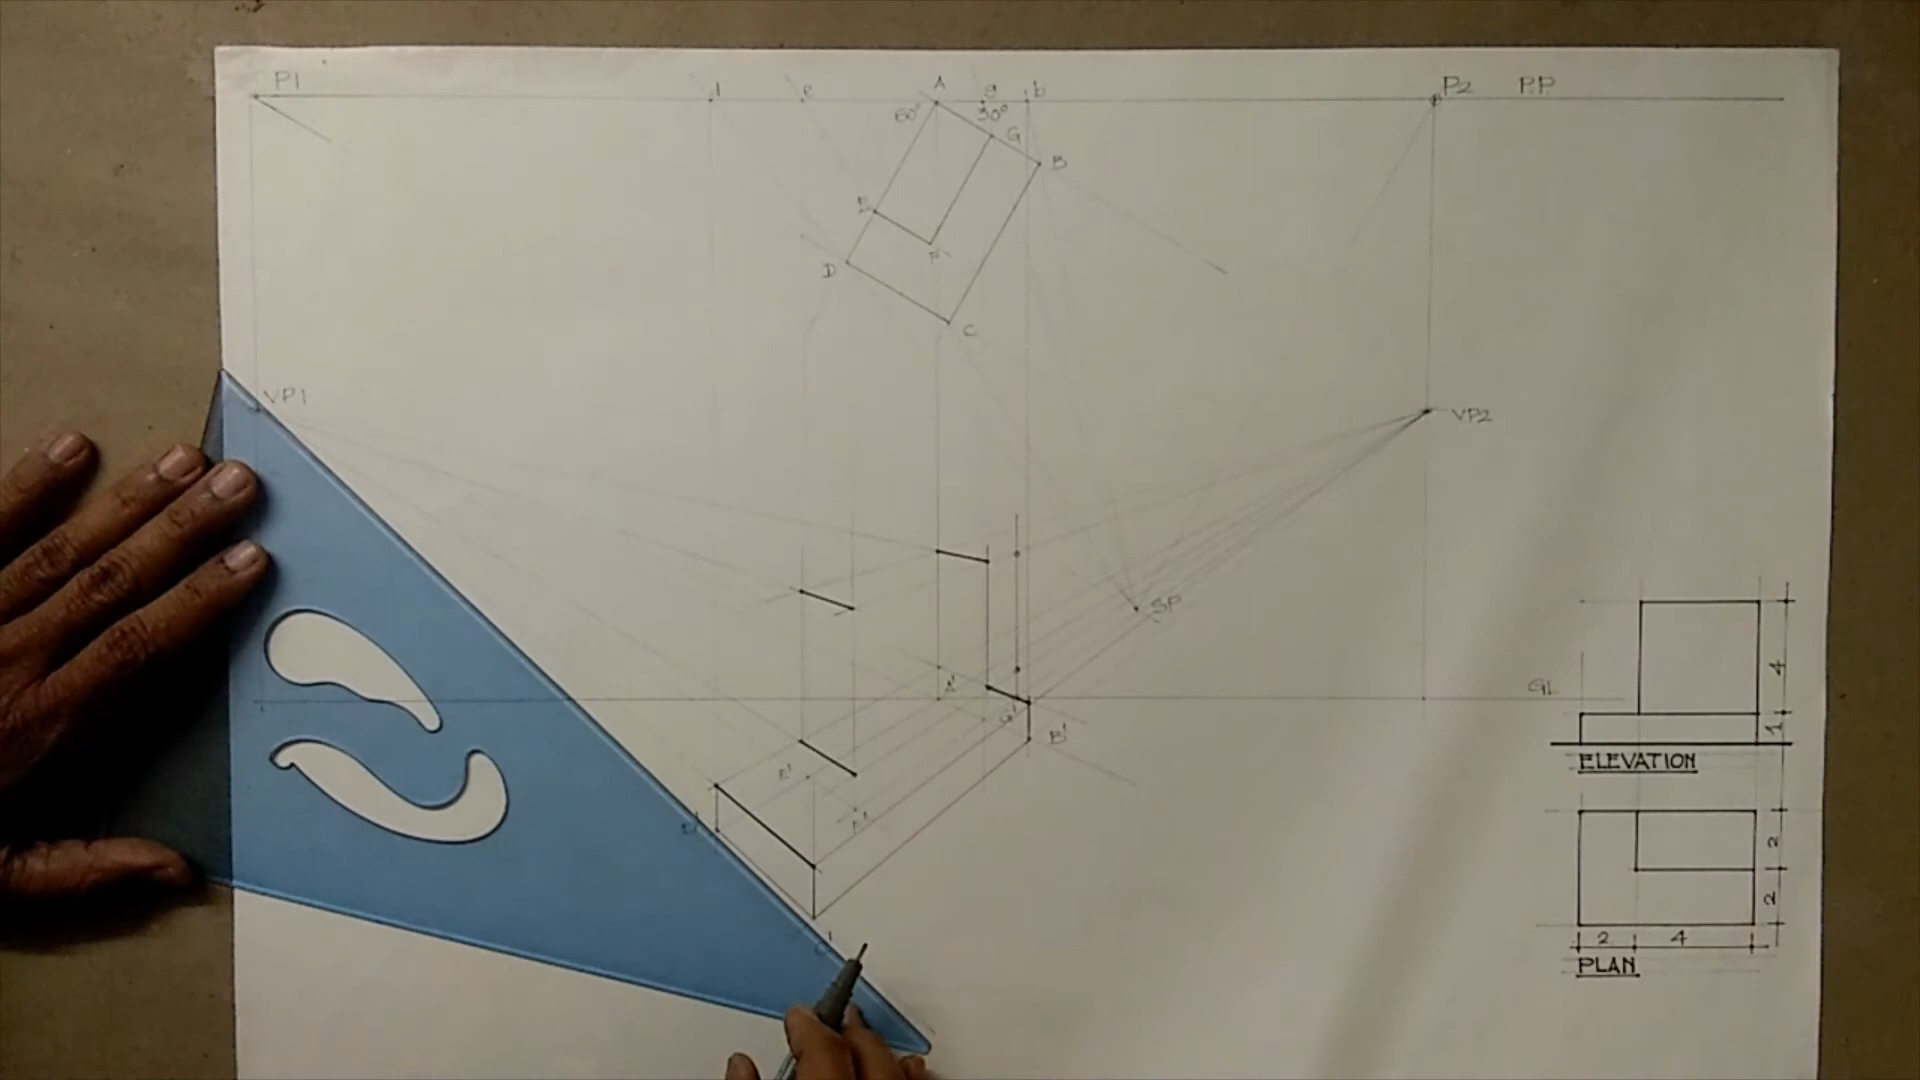 P1
d
e
A
g
b
P2
PP
60°
30°
G
B
E
F
D
C
VP1
VP2
SP
A'
GL
G'
B'
E'
F'
D'
C'
4
1
ELEVATION
2
2
2 4
PLAN